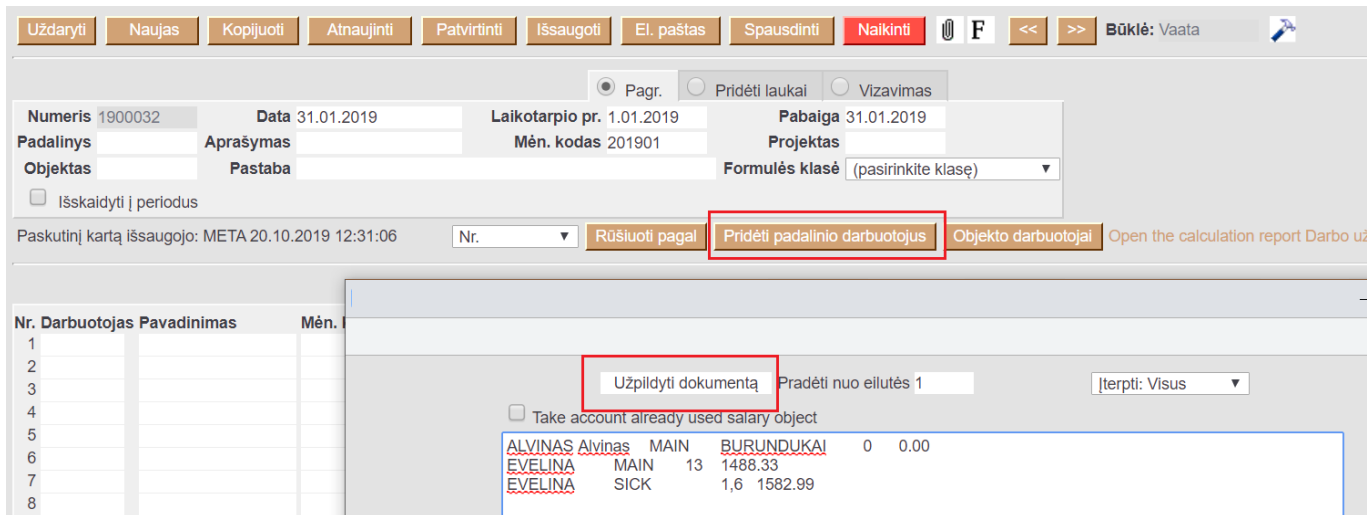 Uždaryti Naujas Kopijuoti Atnaujinti Patvirtinti Išsaugoti El. paštas Spausdinti Naikinti F << >> Būklė: Vaata
Pagr. Pridėti laukai Vizavimas
Numeris 1900032 Data 31.01.2019 Laikotarpio pr. 1.01.2019 Pabaiga 31.01.2019
Padalinys Aprašymas Mėn. kodas 201901 Projektas
Objektas Pastaba Formulės klasė (pasirinkite klasę)
Išskaidyti į periodus
Paskutinį kartą išsaugojo: META 20.10.2019 12:31:06 Nr. Rūšiuoti pagal Pridėti padalinio darbuotojus Objekto darbuotojai Open the calculation report Darbo
Nr. Darbuotojas Pavadinimas Mėn.
1
2
3
4
5
6
7
8
Užpildyti dokumentą Pradėti nuo eilutės 1 Įterpti: Visus
Take account already used salary object
ALVINAS Alvinas MAIN BURUNDUKAI 0 0.00
EVELINA MAIN 13 1488.33
EVELINA SICK 1,6 1582.99